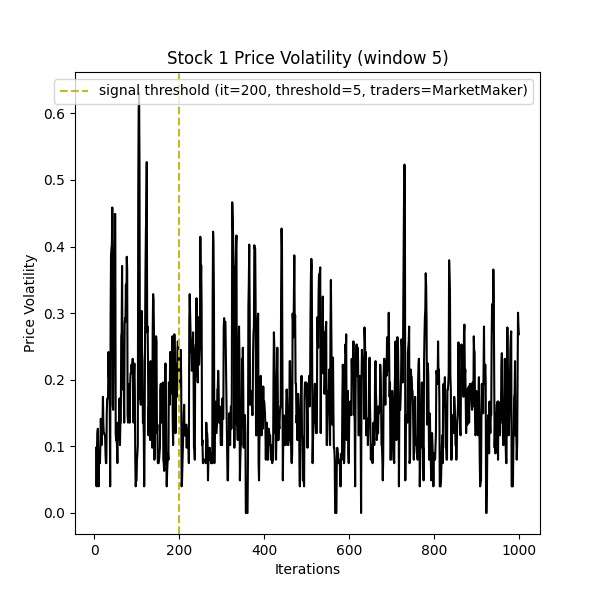 Stock 1 Price Volatility (window 5)
signal threshold (it=200, threshold=5, traders=MarketMaker)
0.6
0.5
0.4
0.3
0.2
0.1
0.0
Price Volatility
0 200 400 600 800 1000
Iterations